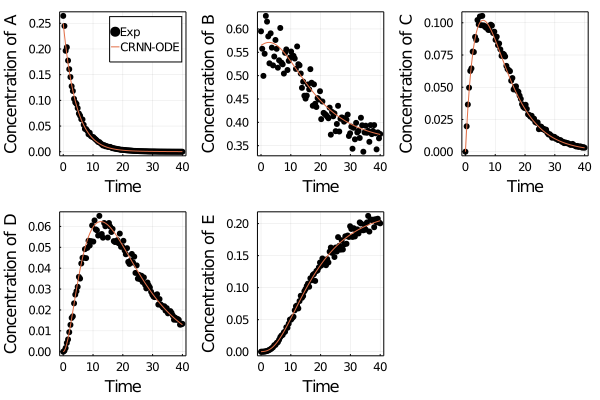 Concentration of A
0.25
0.20
0.15
0.10
0.05
0.00
Exp
CRNN-ODE
0 10 20 30 40
Time
Concentration of B
0.60
0.55
0.50
0.45
0.40
0.35
0 10 20 30 40
Time
Concentration of C
0.100
0.075
0.050
0.025
0.000
0 10 20 30 40
Time
Concentration of D
0.06
0.05
0.04
0.03
0.02
0.01
0.00
0 10 20 30 40
Time
Concentration of E
0.20
0.15
0.10
0.05
0.00
0 10 20 30 40
Time